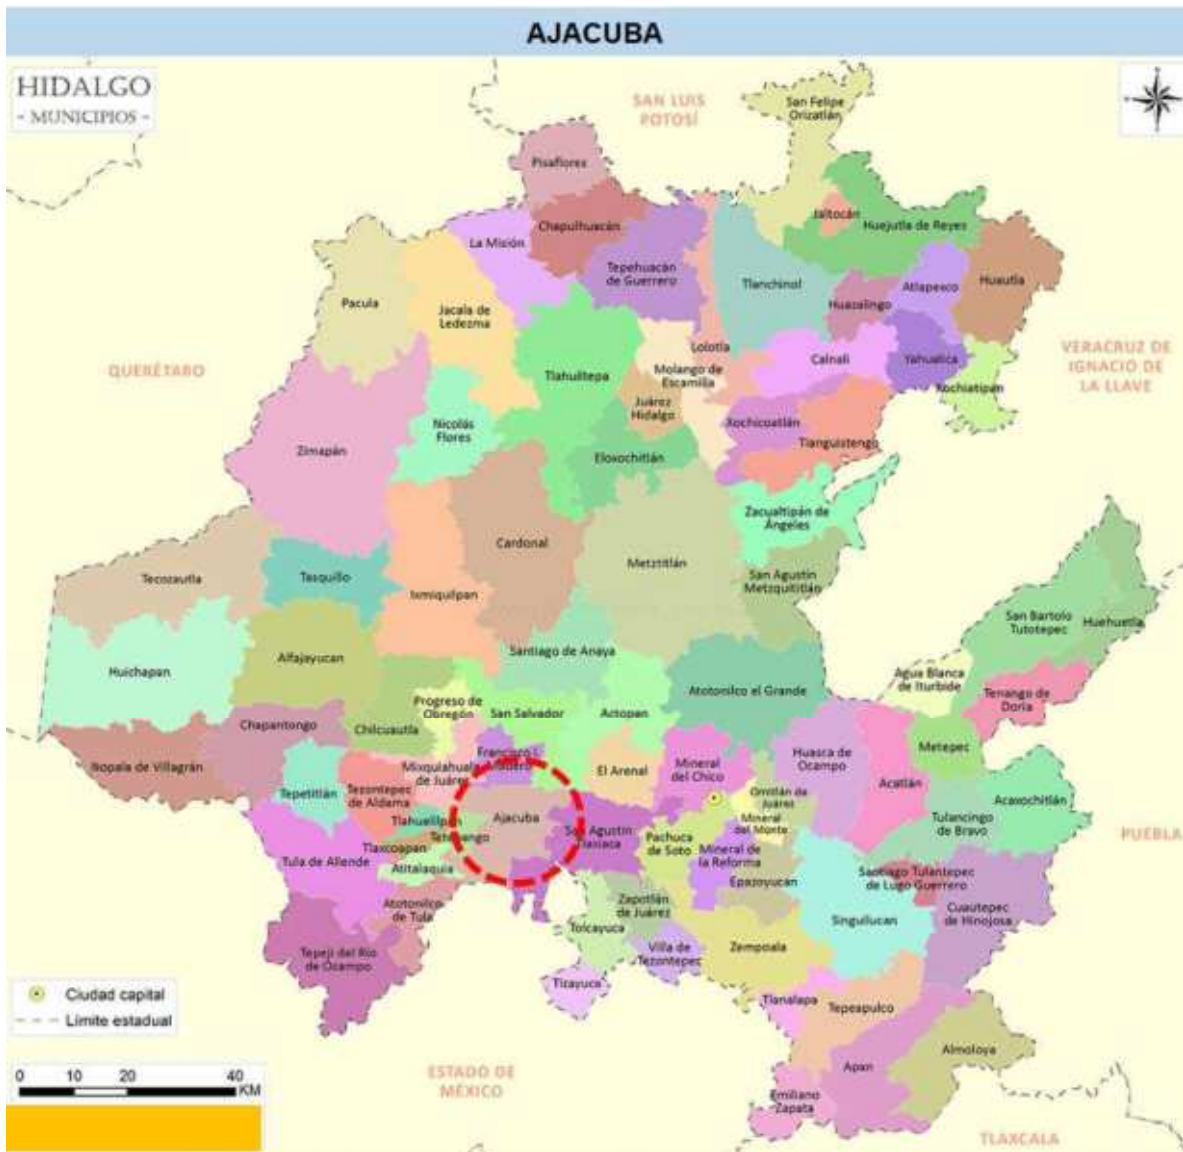 AJACUBA
HIDALGO
- MUNICIPIOS -
SAN LUIS
POTOSÍ
San Felipe
Orizatlán
Pisaflores
Jaltocán
Huejutla de Reyes
Chapulhuacán
La Misión
Tepehuacán
de Guerrero
Tlanchinol
Atlapexco
Huautla
Huazalingo
Pacula
Jacala de
Ledezma
Lolotla
Calnali
Yahualica
VERACRUZ DE
IGNACIO DE
LA LLAVE
QUERÉTARO
Tlahuiltepa
Molango de
Escamilla
Xochiatipan
Juárez
Hidalgo
Nicolás
Flores
Xochicoatlán
Tianguistengo
Zimapán
Eloxochitlán
Zacualtipán de
Ángeles
Cardonal
Metztitlán
Tecozautla
Tasquillo
San Agustín
Metzquititlán
Ixmiquilpan
San Bartolo
Tutotepec
Huehuetla
Santiago de Anaya
Alfajayucan
Huichapan
Agua Blanca
de Iturbide
Atotonilco el Grande
Tenango de
Doria
Progreso de
Obregón
San Salvador
Actopan
Chapantongo
Chilcuautla
Metepec
Nopala de Villagrán
Francisco I.
Madero
Mixquiahuala
de Juárez
El Arenal
Mineral
del Chico
Huasca de
Ocampo
Acatlán
Tepetitlán
Tezontepec
de Aldama
Omitlán de
Juárez
Acaxochitlán
Tlahuelilpan
Ajacuba
San Agustín
Tlaxiaca
Pachuca
de Soto
Mineral
del Monte
Tulancingo
de Bravo
PUEBLA
Tlaxcoapan
Tula de Allende
Atitalaquia
Mineral de
la Reforma
Epazoyucan
Santiago Tulantepec
de Lugo Guerrero
Atotonilco
de Tula
Zapotlán
de Juárez
Singuilucan
Cuautepec
de Hinojosa
Tolcayuca
Tepeji del Río
de Ocampo
Villa de
Tezontepec
Zempoala
Tizayuca
Tlanalapa
Tepeapulco
Ciudad capital
Límite estadual
Almoloya
Apan
ESTADO DE
MÉXICO
0 10 20 40
KM
Emiliano
Zapata
TLAXCALA